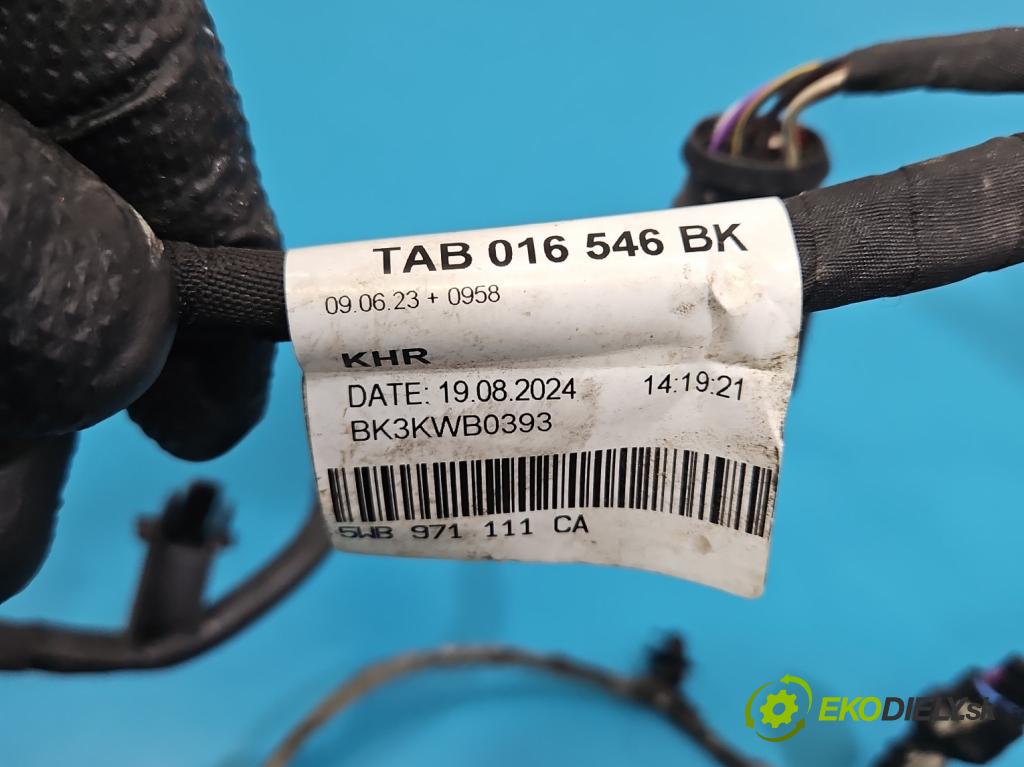 TAB 016 546 BK
09.06.23 + 0958
KHR
DATE: 19.08.2024 14:19:21
BK3KWB0393
5WB 971 111 CA
EKODIELY.sk